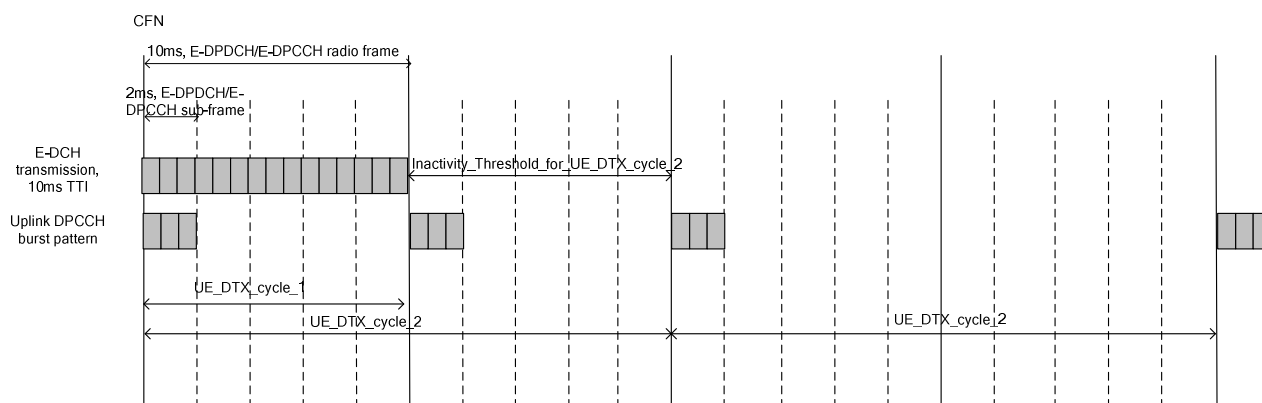 CFN
10ms, E-DPDCH/E-DPCCH radio frame
2ms, E-DPDCH/E-
DPCCH sub-frame
E-DCH
transmission,
10ms TTI
Inactivity_Threshold_for_UE_DTX_cycle_2
Uplink DPCCH
burst pattern
UE_DTX_cycle_1
UE_DTX_cycle_2
UE_DTX_cycle_2